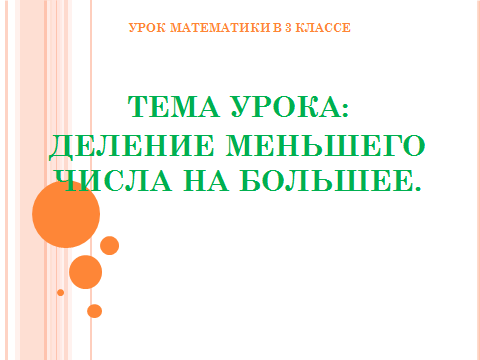 УРОК МАТЕМАТИКИ В 3 КЛАССЕ
ТЕМА УРОКА:
ДЕЛЕНИЕ МЕНЬШЕГО
ЧИСЛА НА БОЛЬШЕЕ.